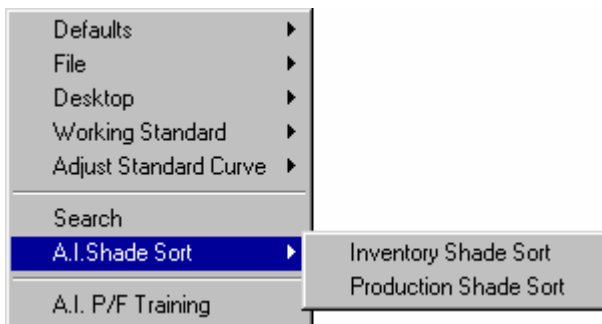 Defaults
File
Desktop
Working Standard
Adjust Standard Curve
Search
A.I.Shade Sort
Inventory Shade Sort
Production Shade Sort
A.I. P/F Training